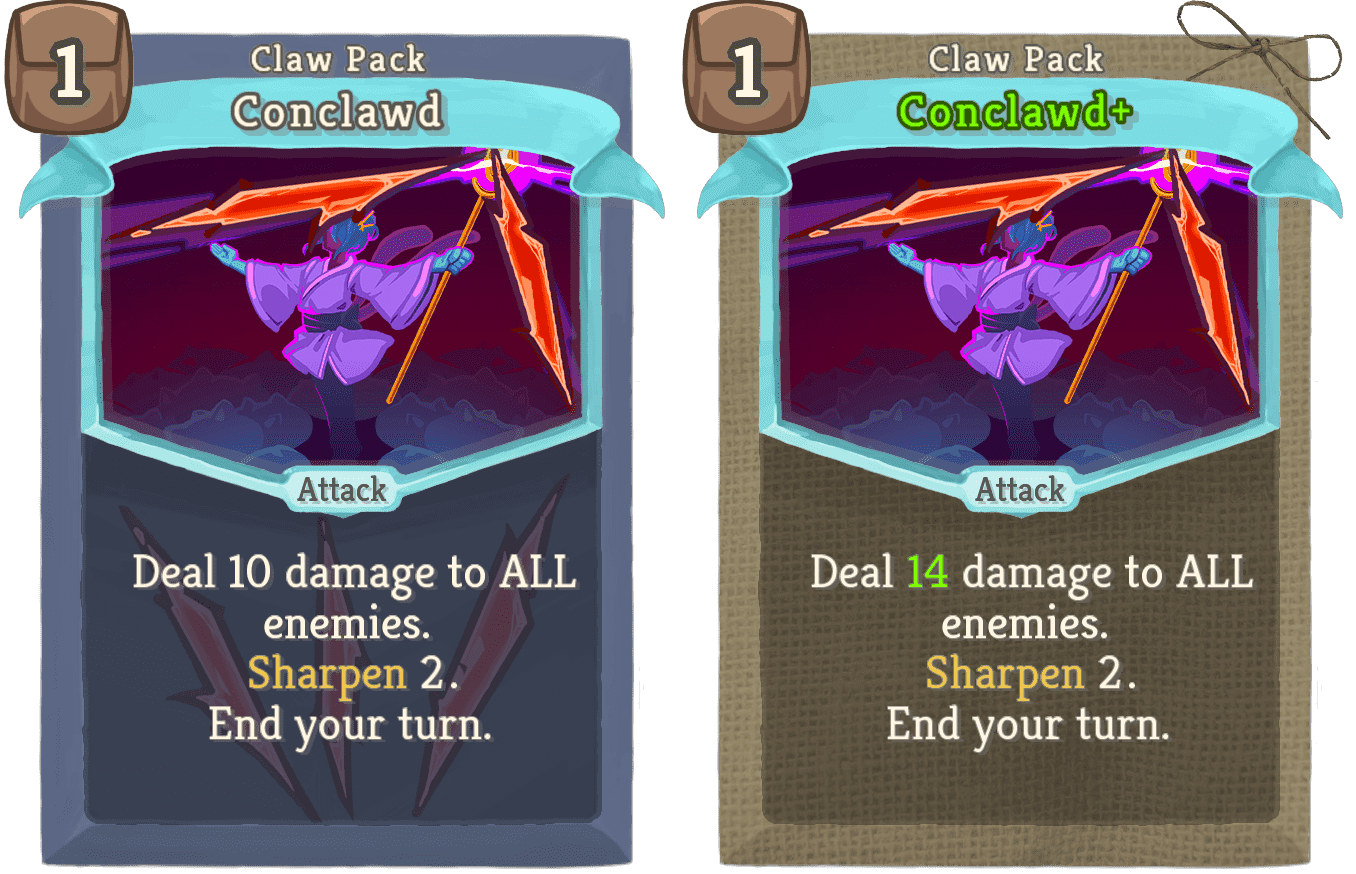 1
Claw Pack
Conclawd
Attack
Deal 10 damage to ALL
enemies.
Sharpen 2.
End your turn.
1
Claw Pack
Conclawd+
Attack
Deal 14 damage to ALL
enemies.
Sharpen 2.
End your turn.